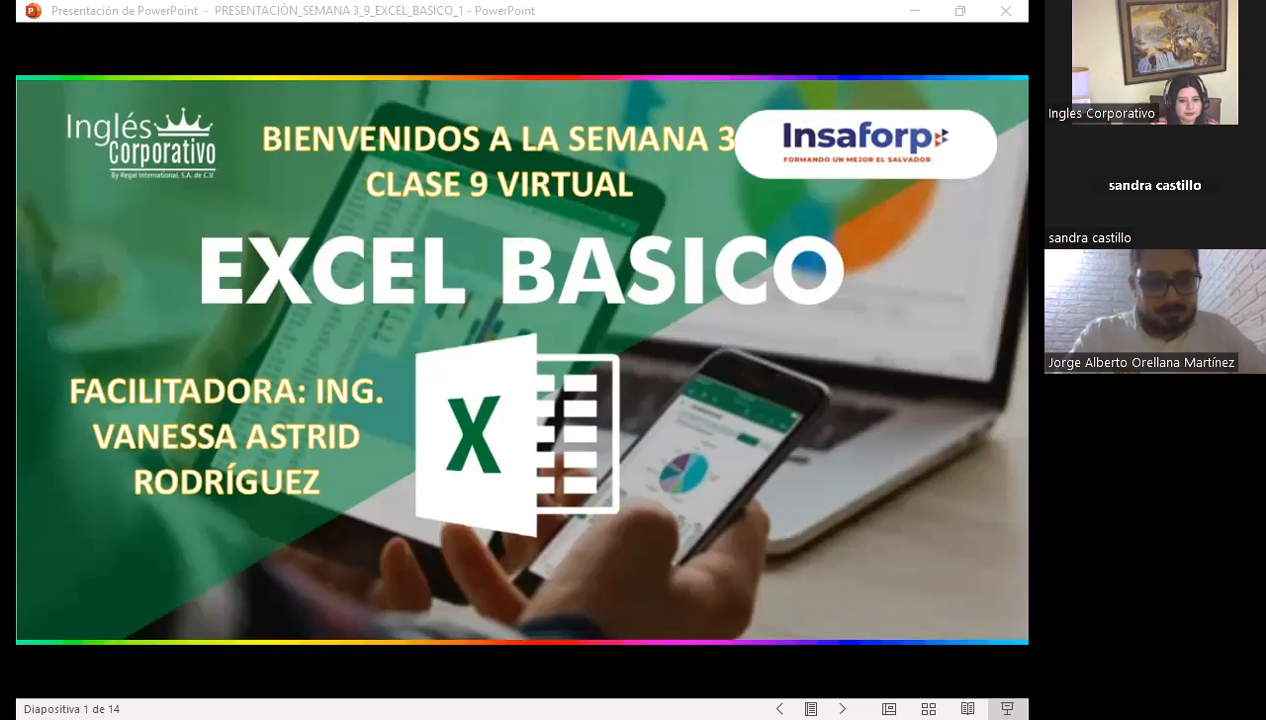 Presentación de PowerPoint - PRESENTACIÓN_SEMANA 3_9_EXCEL_BASICO_1 - PowerPoint
Inglés
Corporativo
By Regal International, S.A. de C.V.
BIENVENIDOS A LA SEMANA 3
CLASE 9 VIRTUAL
Insaforp
FORMANDO UN MEJOR EL SALVADOR
EXCEL BASICO
FACILITADORA: ING.
VANESSA ASTRID
RODRÍGUEZ
X
Ingles Corporativo
sandra castillo
sandra castillo
Jorge Alberto Orellana Martínez
Diapositiva 1 de 14